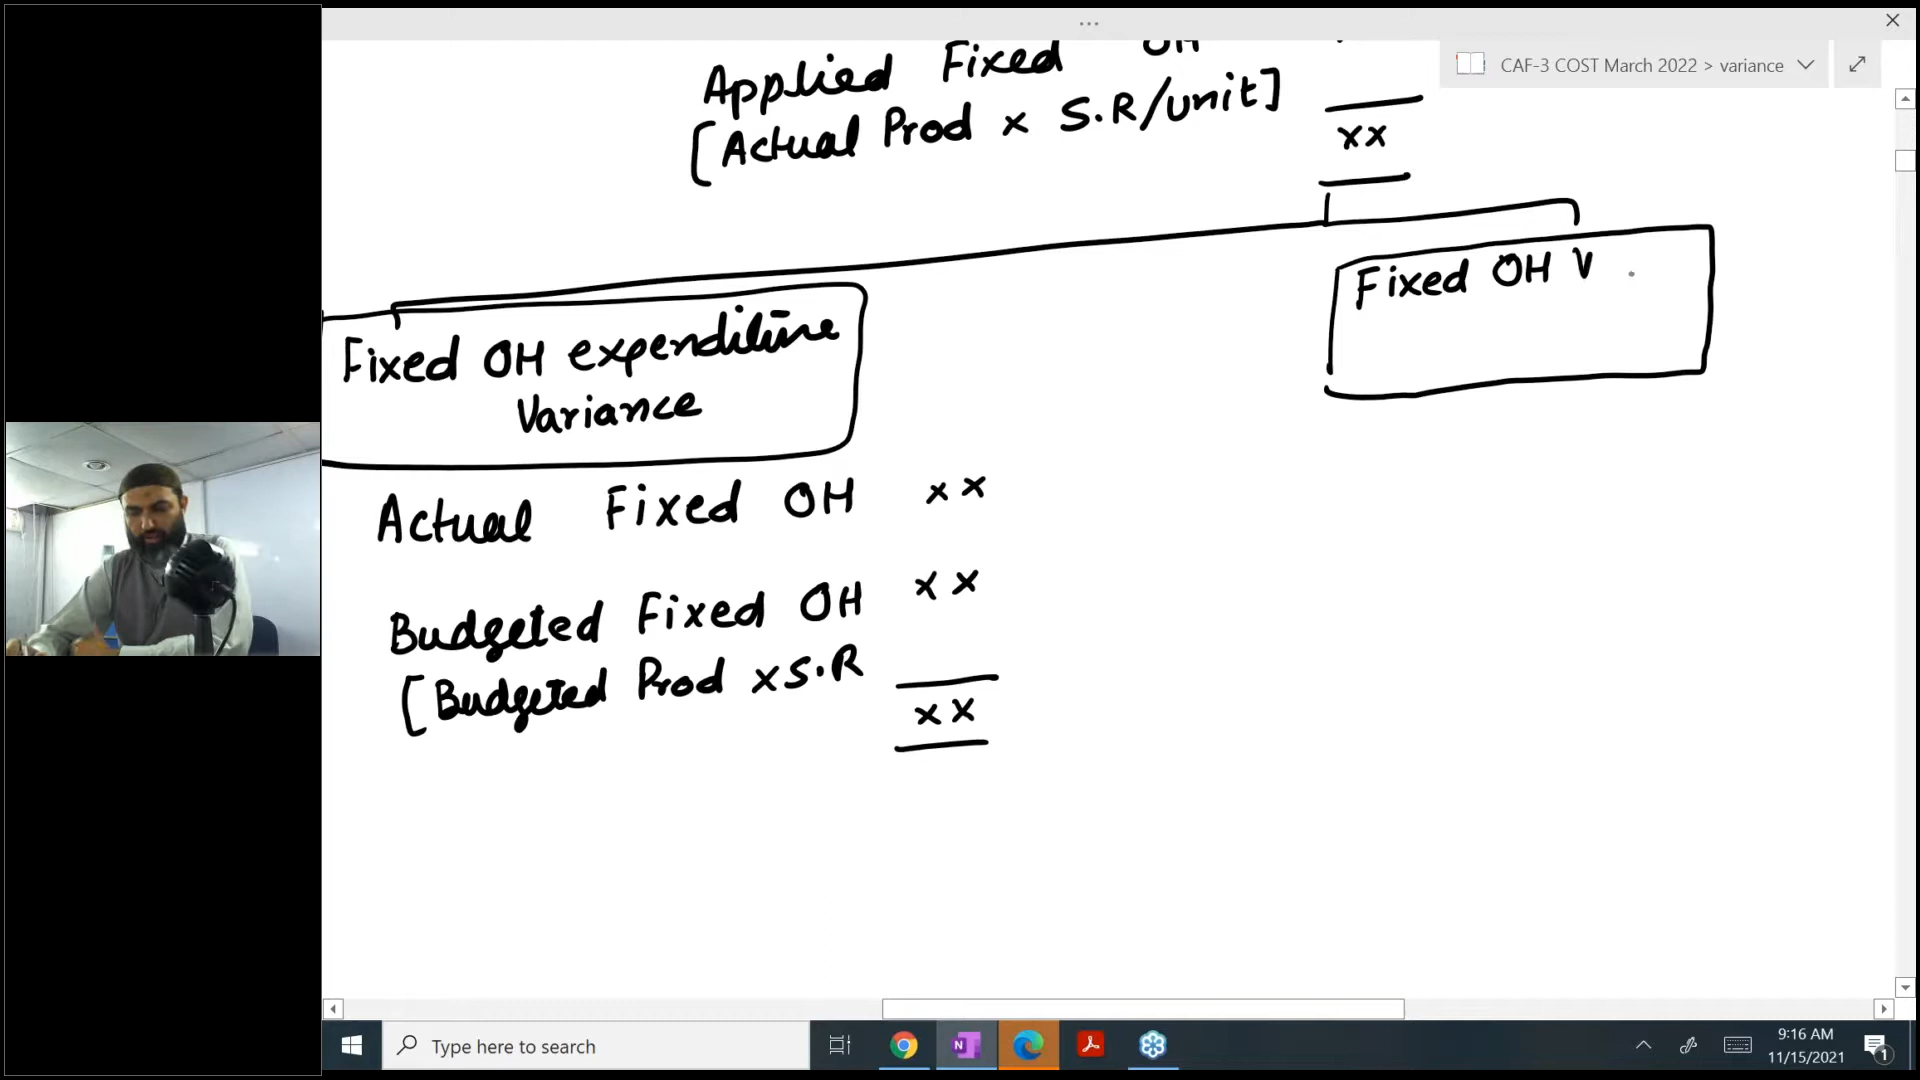 ...
CAF-3 COST March 2022 > variance
Applied Fixed OH
[Actual Prod x S.R/unit]
xx
Fixed OH V
Fixed OH expenditure
Variance
Actual Fixed OH xx
Budgeted Fixed OH xx
[Budgeted Prod x S.R
xx
Type here to search
9:16 AM
11/15/2021
1